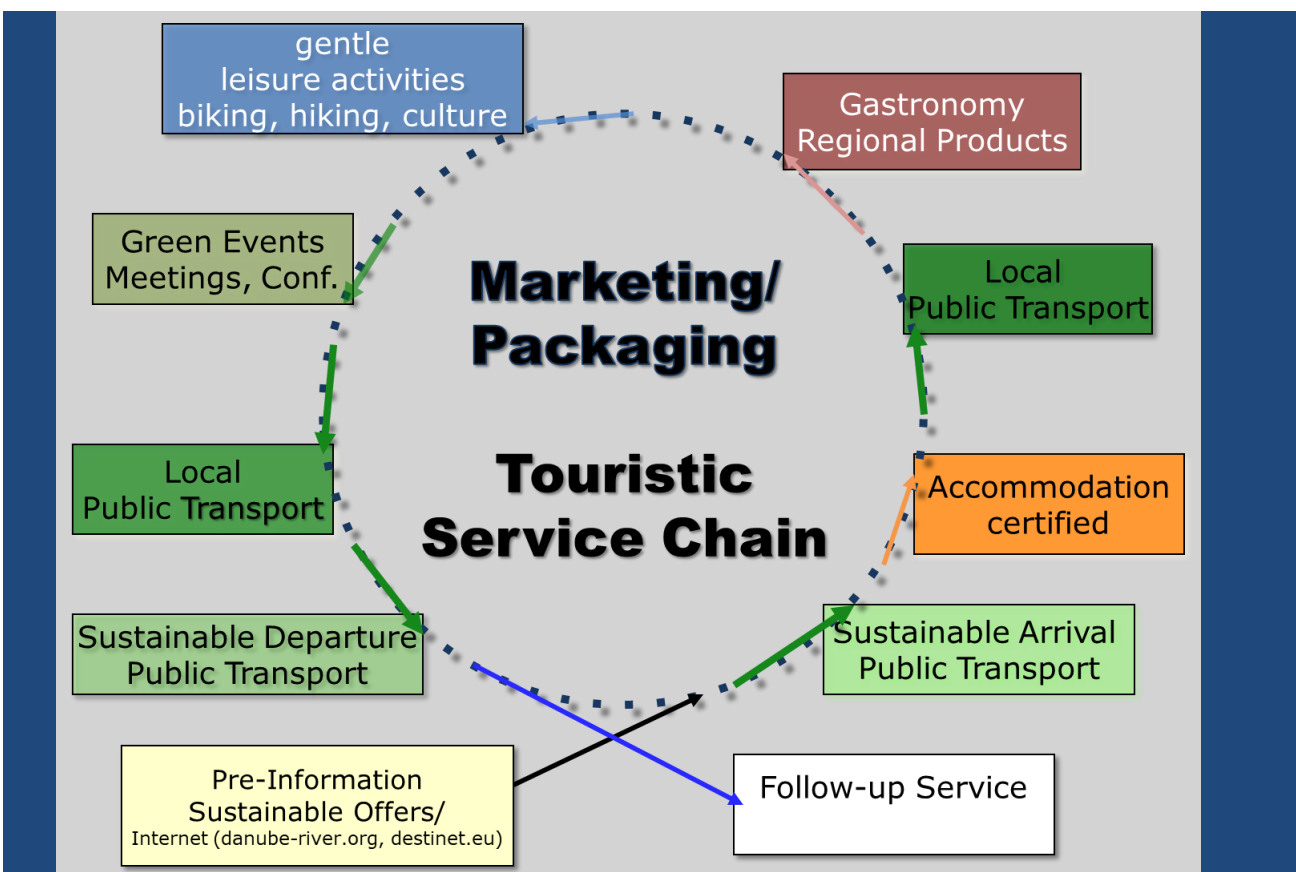 gentle
leisure activities
biking, hiking, culture
Gastronomy
Regional Products
Green Events
Meetings, Conf.
Marketing/
Packaging
Local
Public Transport
Touristic
Service Chain
Local
Public Transport
Accommodation
certified
Sustainable Departure
Public Transport
Sustainable Arrival
Public Transport
Pre-Information
Sustainable Offers/
Internet (danube-river.org, destinet.eu)
Follow-up Service